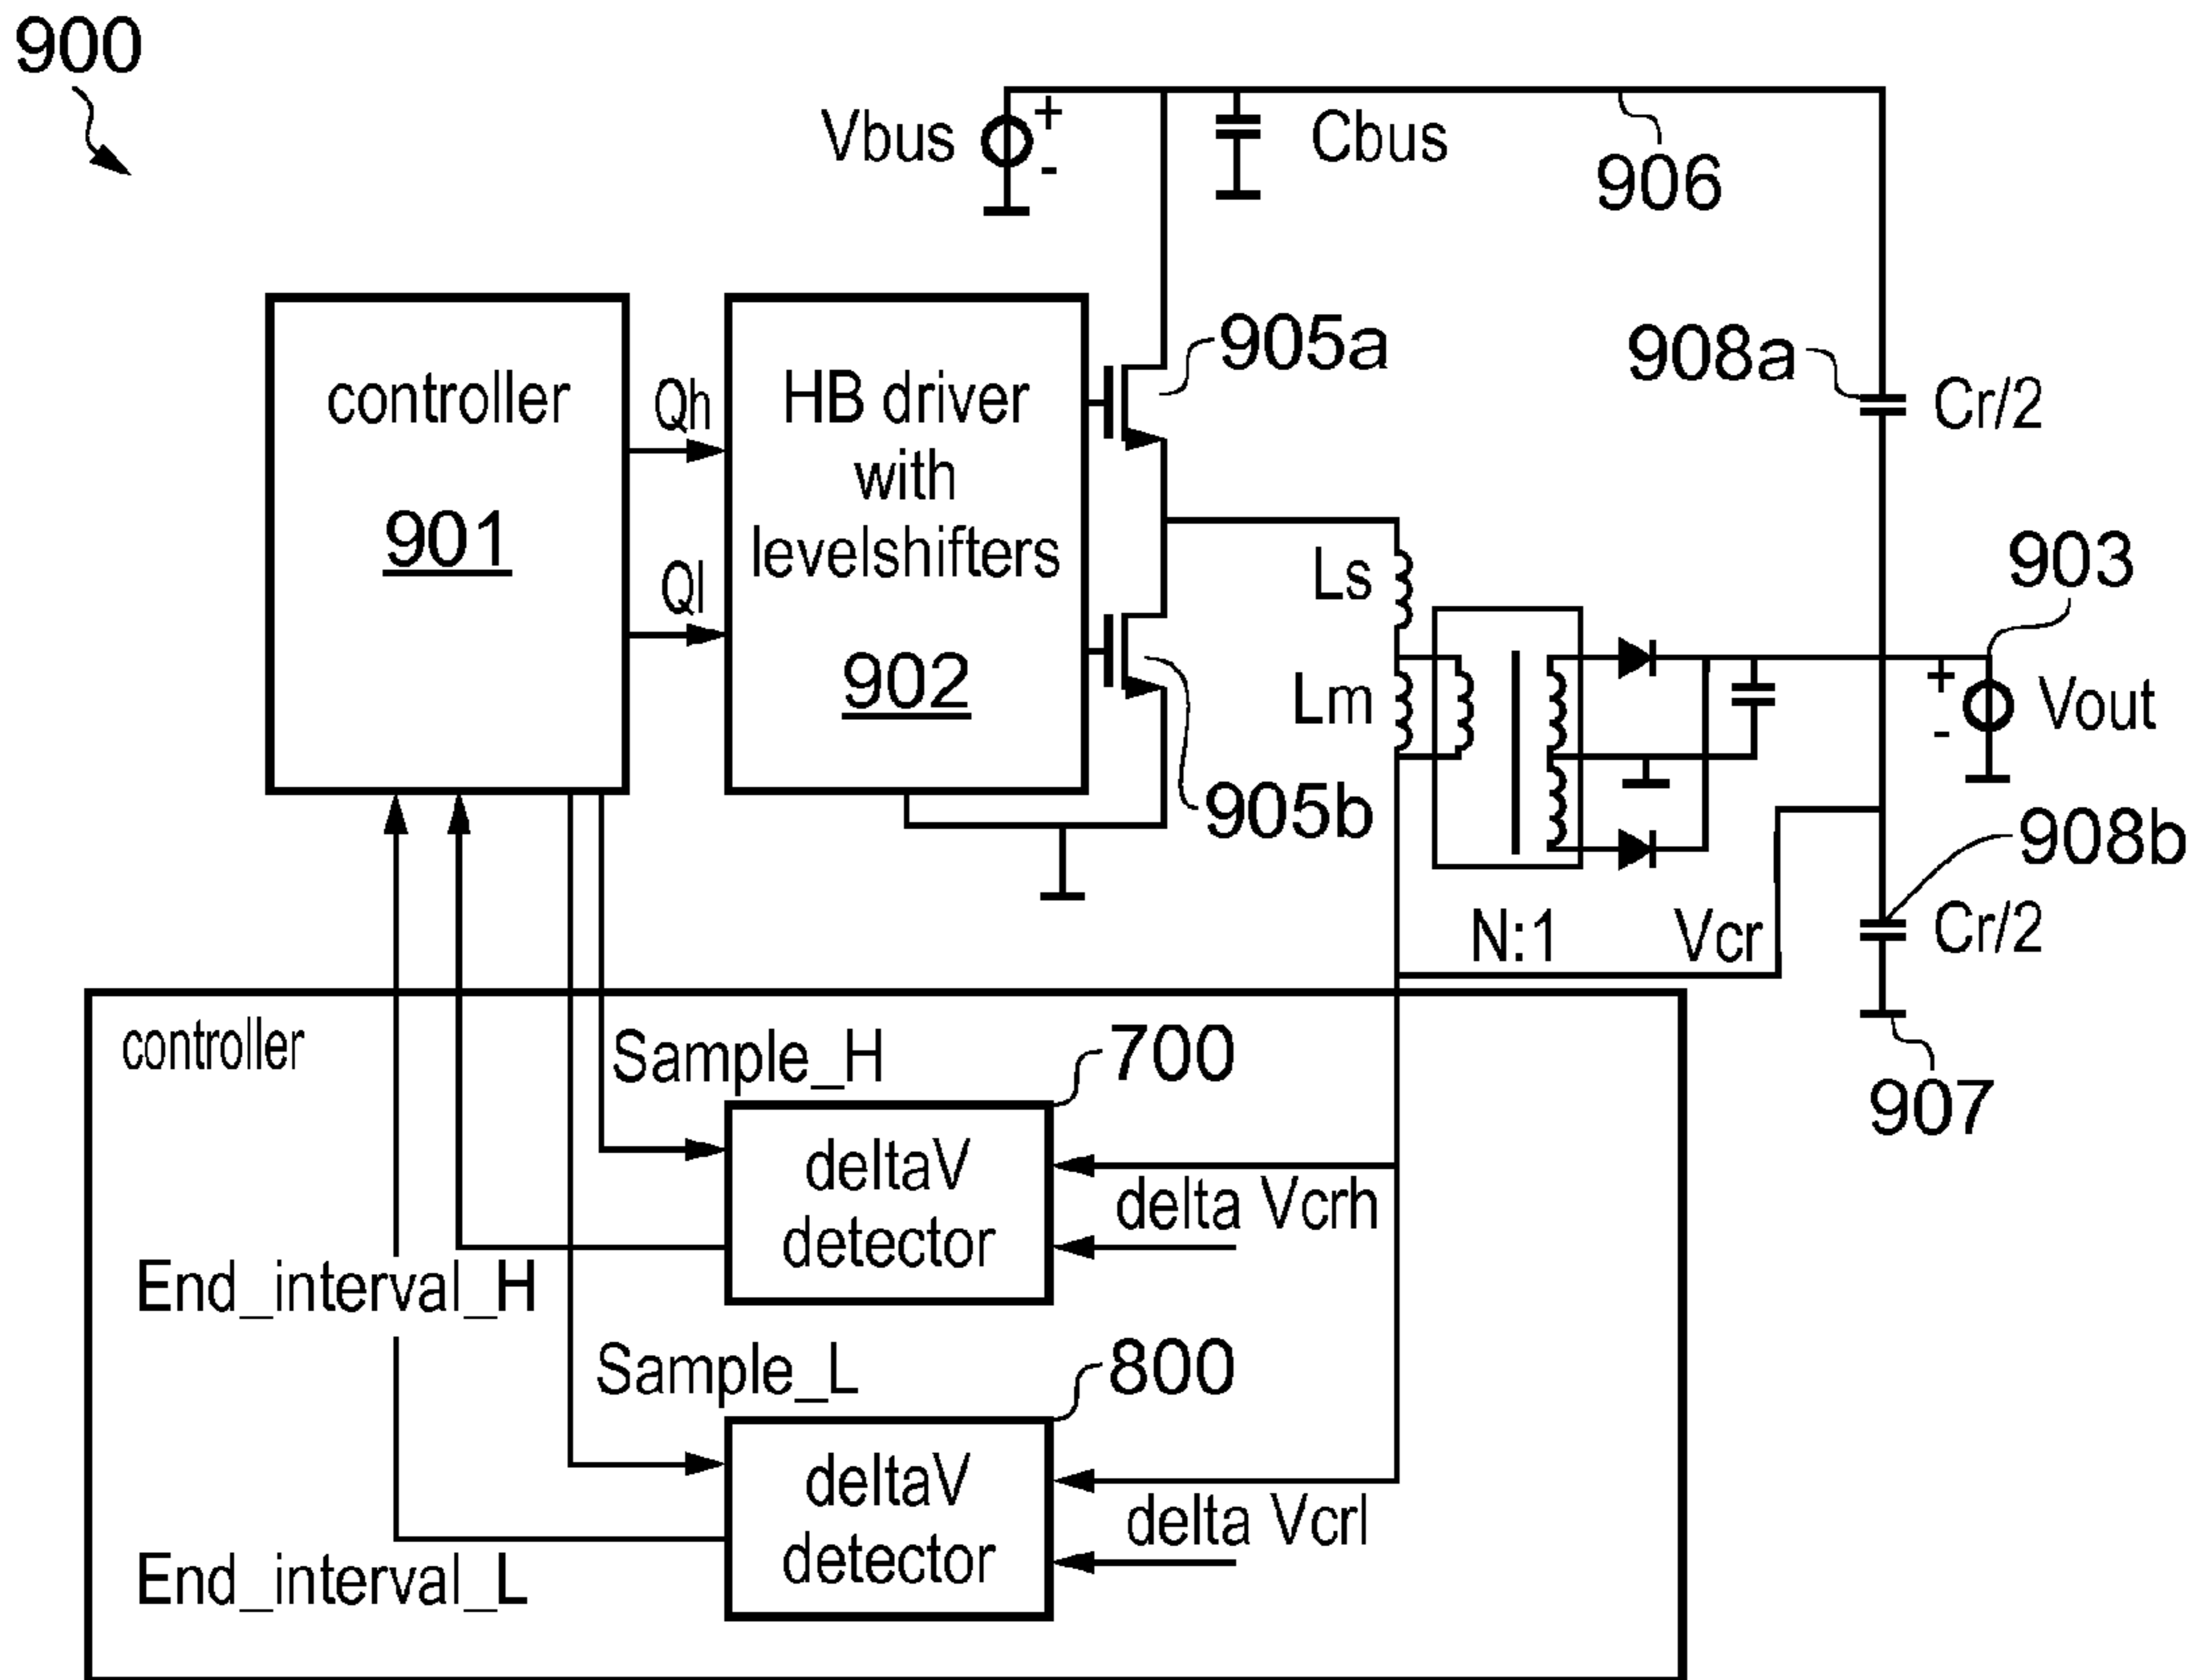 900
Vbus
+
-
Cbus
906
controller
901
Qh
Ql
HB driver
with
levelshifters
902
905a
905b
908a
Cr/2
Ls
Lm
903
+
-
Vout
908b
Cr/2
N:1
Vcr
907
controller
Sample_H
700
deltaV
detector
delta Vcrh
End_interval_H
Sample_L
800
deltaV
detector
delta Vcrl
End_interval_L